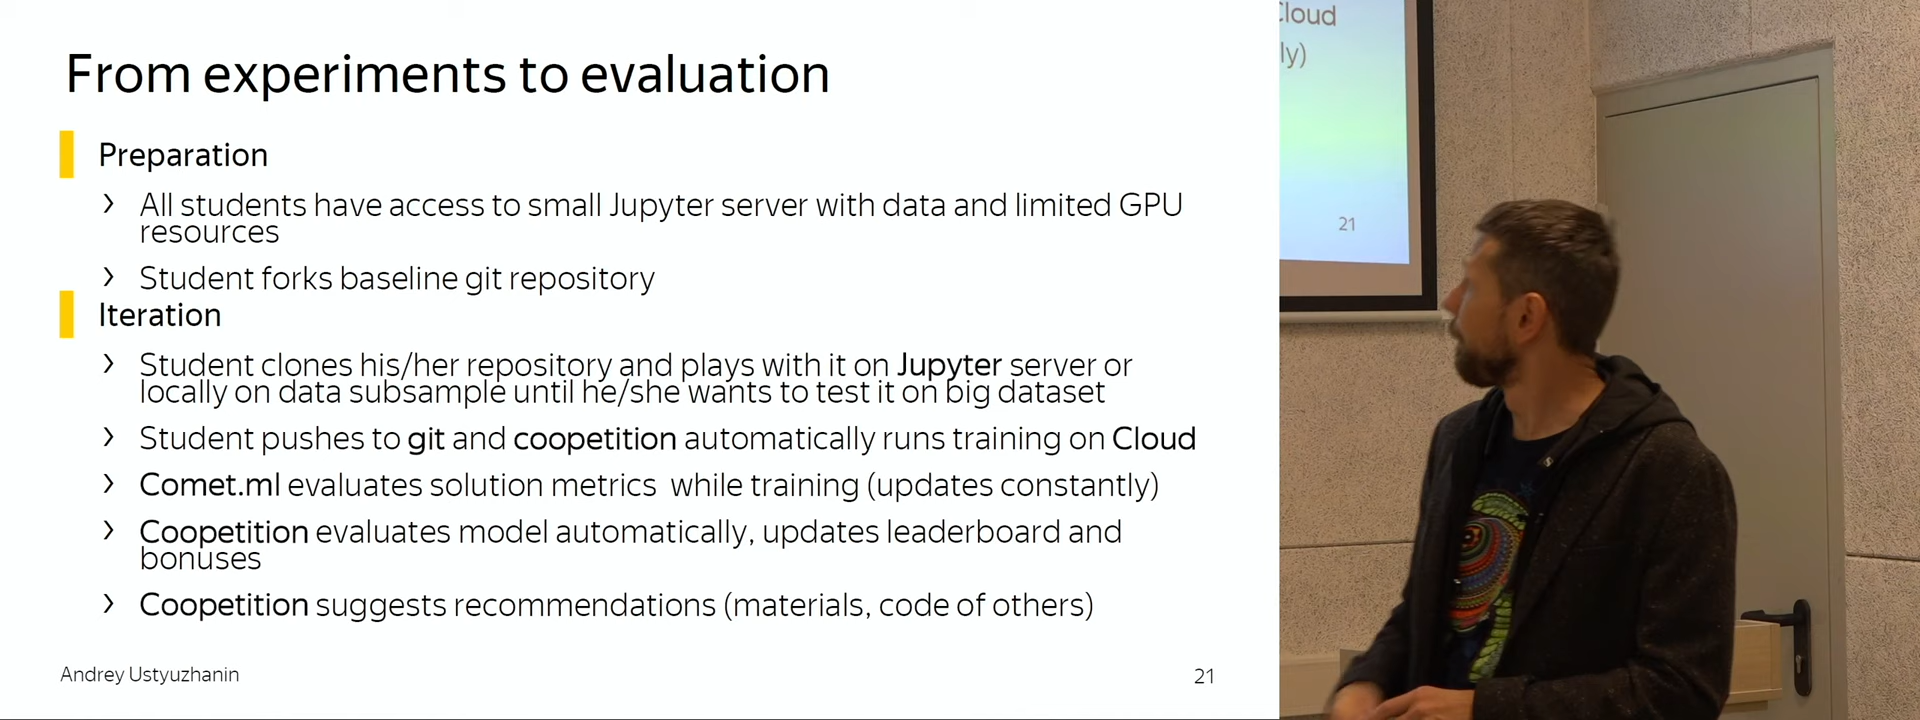 From experiments to evaluation
Preparation
› All students have access to small Jupyter server with data and limited GPU
resources
› Student forks baseline git repository
Iteration
› Student clones his/her repository and plays with it on Jupyter server or
locally on data subsample until he/she wants to test it on big dataset
› Student pushes to git and coopetition automatically runs training on Cloud
› Comet.ml evaluates solution metrics  while training (updates constantly)
› Coopetition evaluates model automatically, updates leaderboard and
bonuses
› Coopetition suggests recommendations (materials, code of others)
Andrey Ustyuzhanin
21
Cloud
ly)
21